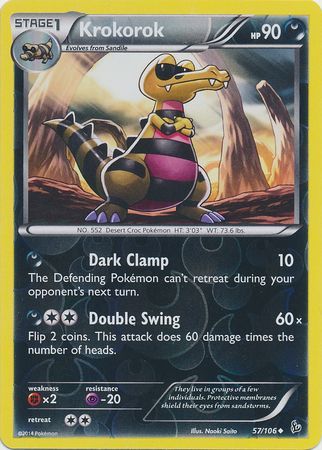 STAGE1
Krokorok
HP 90
Evolves from Sandile
NO. 552 Desert Croc Pokémon HT: 3'03" WT: 73.6 lbs.
Dark Clamp 10
The Defending Pokémon can't retreat during your
opponent's next turn.
Double Swing 60×
Flip 2 coins. This attack does 60 damage times the
number of heads.
weakness
×2
resistance
-20
retreat
They live in groups of a few
individuals. Protective membranes
shield their eyes from sandstorms.
©2014 Pokémon
Illus. Naoki Saito
57/106